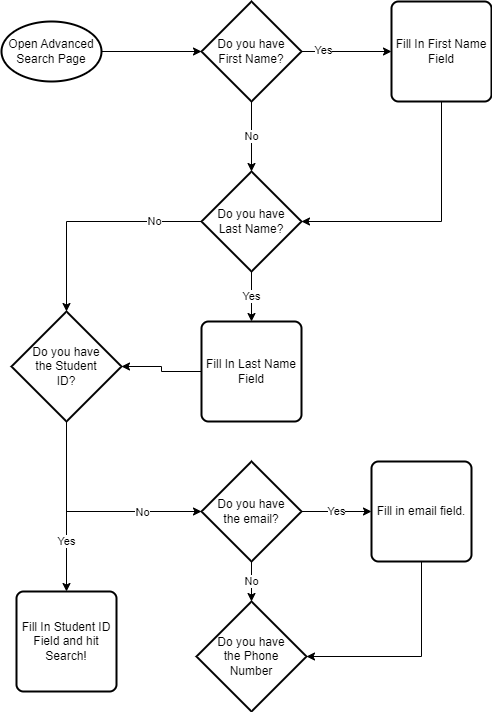 Open Advanced
Search Page
Do you have
First Name?
Yes
Fill In First Name
Field
No
Do you have
Last Name?
No
Yes
Do you have
the Student
ID?
Fill In Last Name
Field
No
Do you have
the email?
Yes
Fill in email field.
Yes
No
Fill In Student ID
Field and hit
Search!
Do you have
the Phone
Number